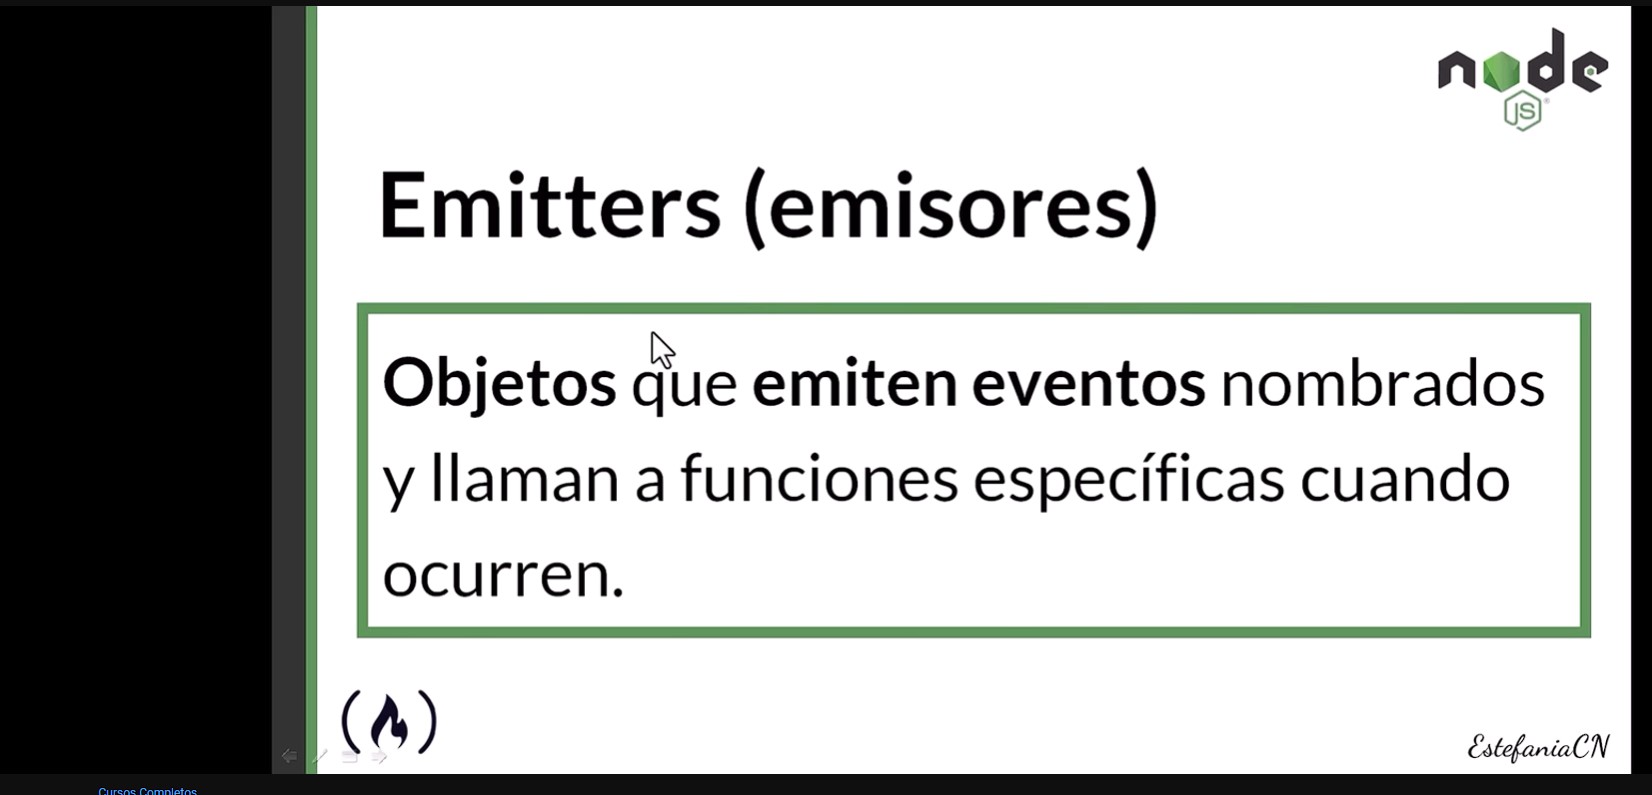 node
JS
Emitters (emisores)
Objetos que emiten eventos nombrados
y llaman a funciones específicas cuando
ocurren.
EstefaniaCN
Cursos Completos